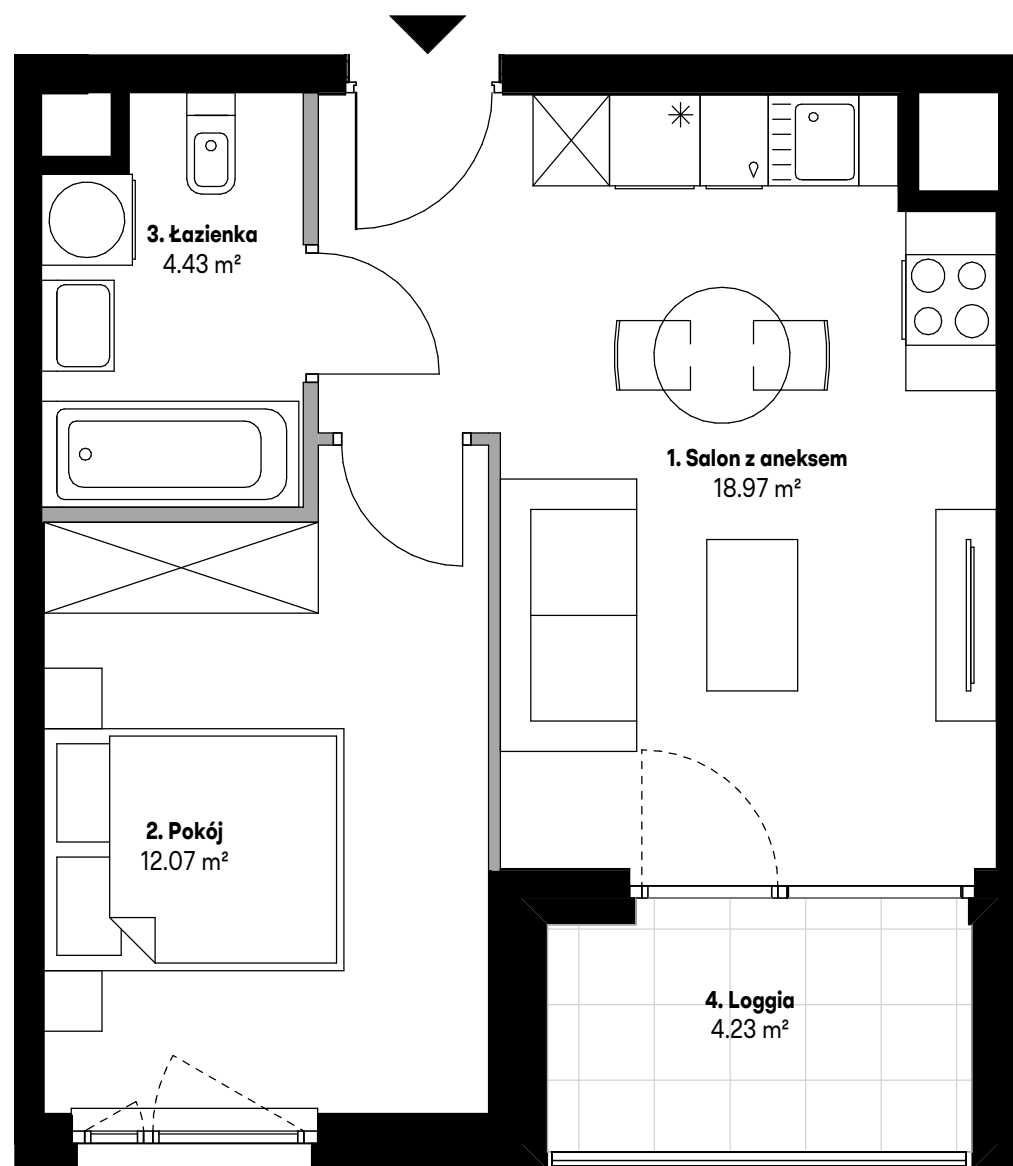 3. Łazienka
4.43 m²
1. Salon z aneksem
18.97 m²
2. Pokój
12.07 m²
4. Loggia
4.23 m²